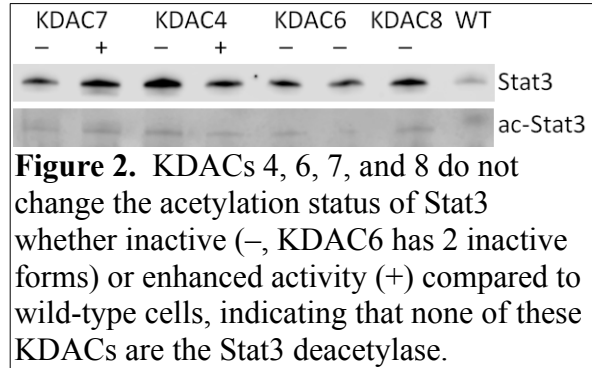 KDAC7 KDAC4 KDAC6 KDAC8 WT
– + – + – – –
Stat3
ac-Stat3
Figure 2. KDACs 4, 6, 7, and 8 do not
change the acetylation status of Stat3
whether inactive (–, KDAC6 has 2 inactive
forms) or enhanced activity (+) compared to
wild-type cells, indicating that none of these
KDACs are the Stat3 deacetylase.